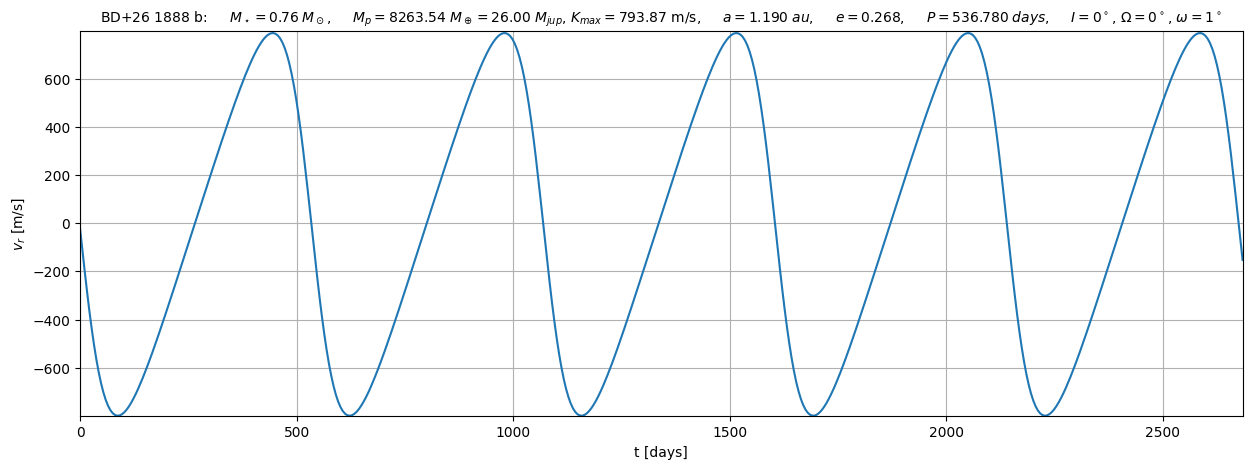 BD+26 1888 b: M⋆ = 0.76 M⊙, Mp = 8263.54 M⊕ = 26.00 Mjup, Kmax = 793.87 m/s, a = 1.190 au, e = 0.268, P = 536.780 days, I = 0°, Ω = 0°, ω = 1°
600
400
200
0
−200
−400
−600
vr [m/s]
0 500 1000 1500 2000 2500
t [days]